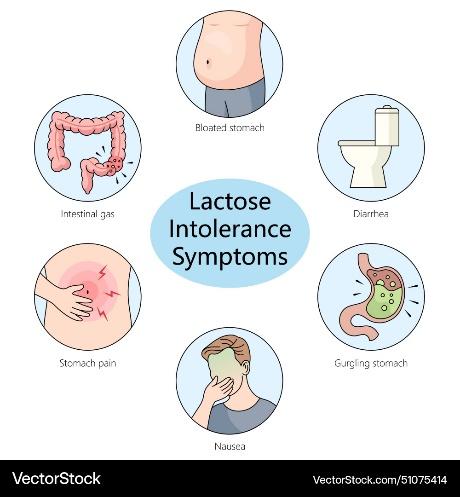 Bloated stomach
Intestinal gas
Diarrhea
Lactose
Intolerance
Symptoms
Stomach pain
Gurgling stomach
Nausea
VectorStock
VectorStock.com/51075414